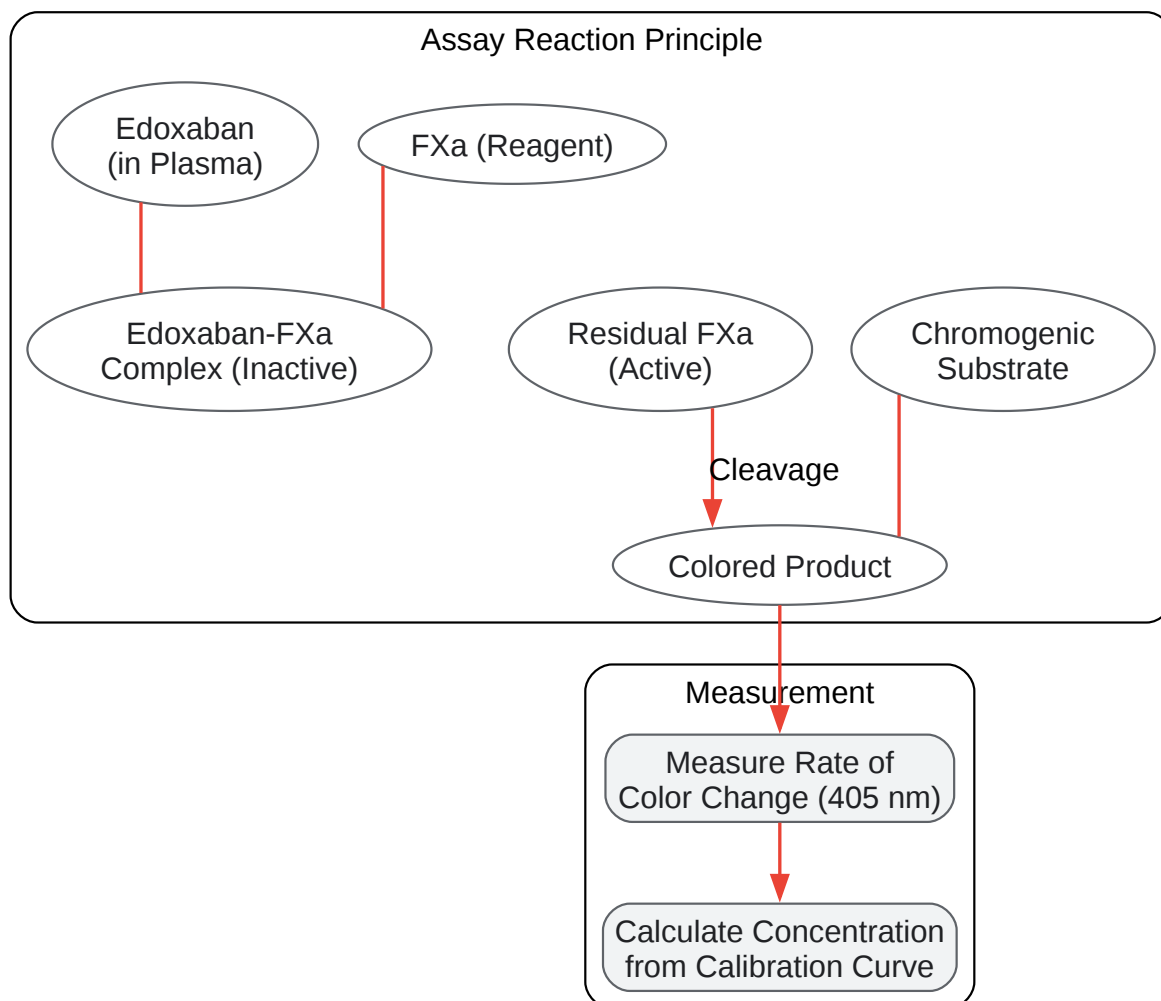 Assay Reaction Principle
Edoxaban
(in Plasma)
FXa (Reagent)
Edoxaban-FXa
Complex (Inactive)
Residual FXa
(Active)
Chromogenic
Substrate
Cleavage
Colored Product
Measurement
Measure Rate of
Color Change (405 nm)
Calculate Concentration
from Calibration Curve